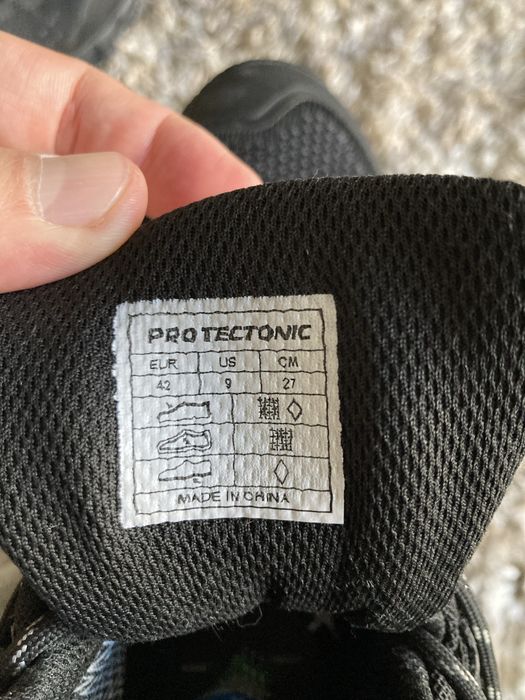 PROTECTONIC
EUR US CM
42 9 27
MADE IN CHINA